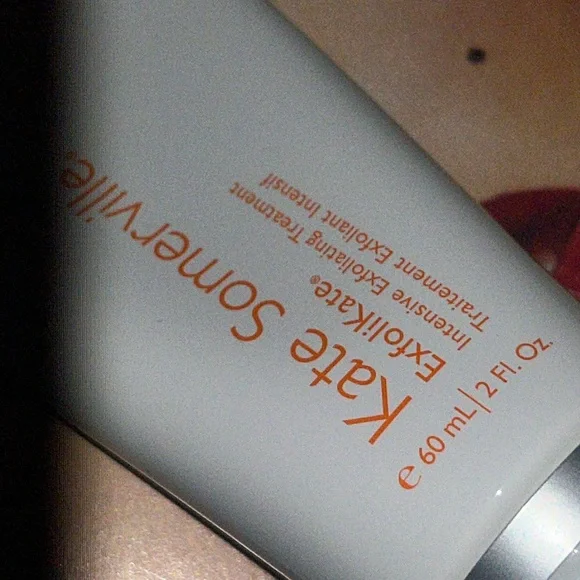 Kate Somerville
ExfoliKate®
Intensive Exfoliating Treatment
Traitement Exfoliant Intensif
℮ 60 mL|2 Fl. Oz.